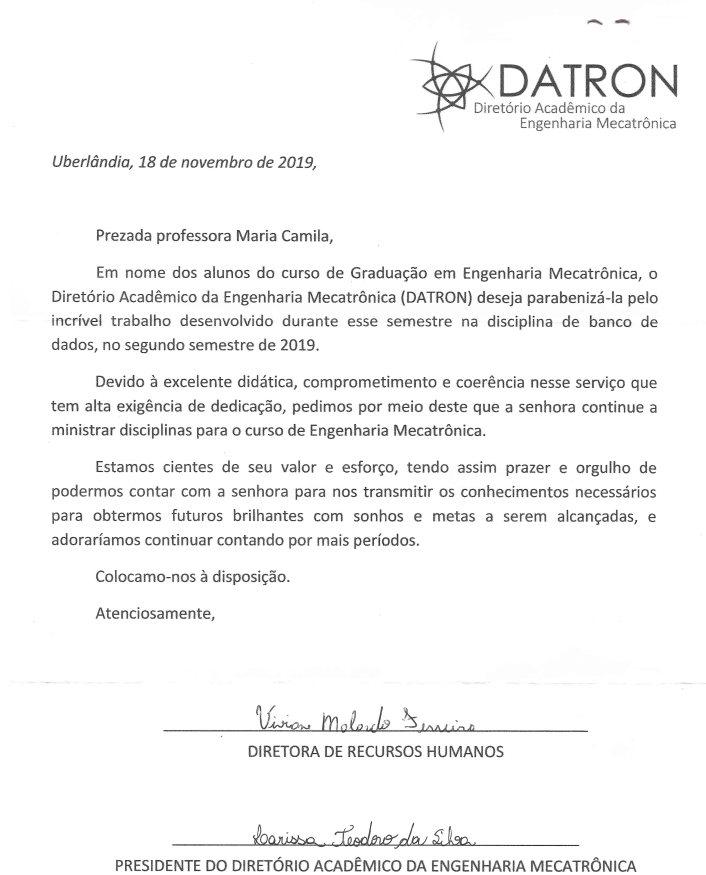 DATRON
Diretório Acadêmico da
Engenharia Mecatrônica
Uberlândia, 18 de novembro de 2019,
Prezada professora Maria Camila,
Em nome dos alunos do curso de Graduação em Engenharia Mecatrônica, o
Diretório Acadêmico da Engenharia Mecatrônica (DATRON) deseja parabenizá-la pelo
incrível trabalho desenvolvido durante esse semestre na disciplina de banco de
dados, no segundo semestre de 2019.
Devido à excelente didática, comprometimento e coerência nesse serviço que
tem alta exigência de dedicação, pedimos por meio deste que a senhora continue a
ministrar disciplinas para o curso de Engenharia Mecatrônica.
Estamos cientes de seu valor e esforço, tendo assim prazer e orgulho de
podermos contar com a senhora para nos transmitir os conhecimentos necessários
para obtermos futuros brilhantes com sonhos e metas a serem alcançadas, e
adoraríamos continuar contando por mais períodos.
Colocamo-nos à disposição.
Atenciosamente,
Ferreira
DIRETORA DE RECURSOS HUMANOS
Larissa Teodoro da Silva
PRESIDENTE DO DIRETÓRIO ACADÊMICO DA ENGENHARIA MECATRÔNICA